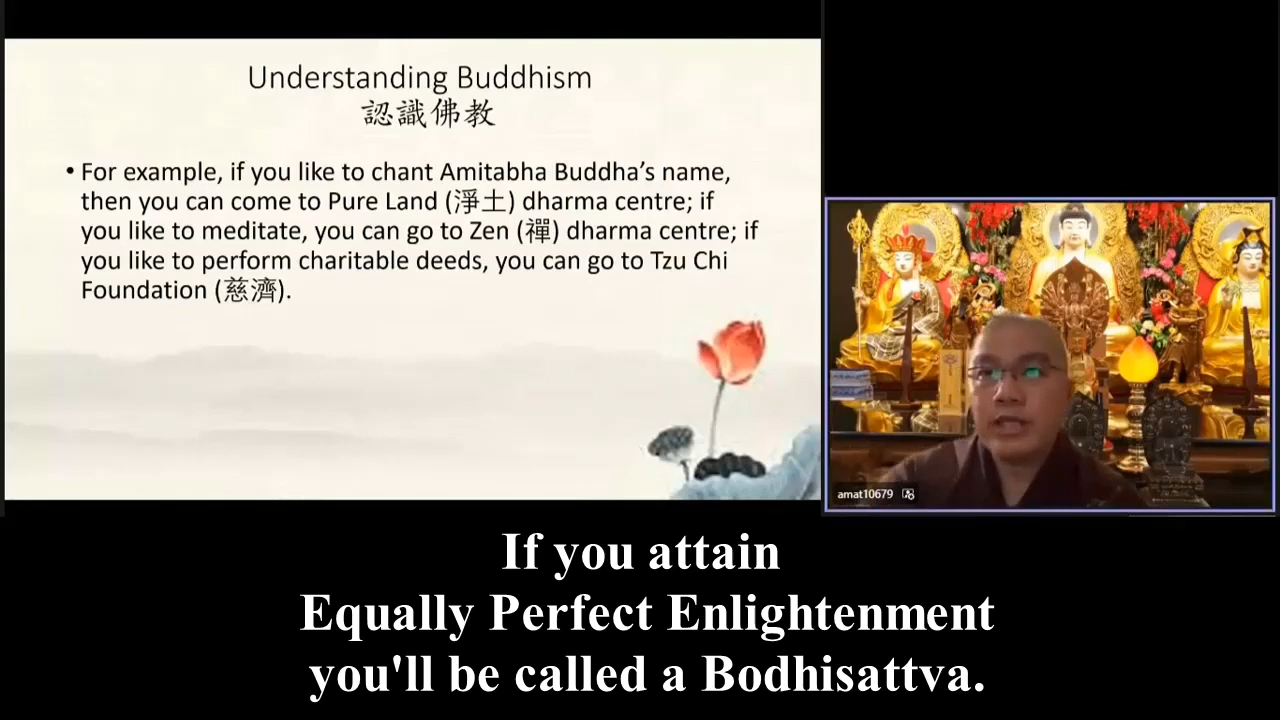 Understanding Buddhism
認識佛教
• For example, if you like to chant Amitabha Buddha’s name,
then you can come to Pure Land (淨土) dharma centre; if
you like to meditate, you can go to Zen (禪) dharma centre; if
you like to perform charitable deeds, you can go to Tzu Chi
Foundation (慈濟).
amat10679
If you attain
Equally Perfect Enlightenment
you'll be called a Bodhisattva.